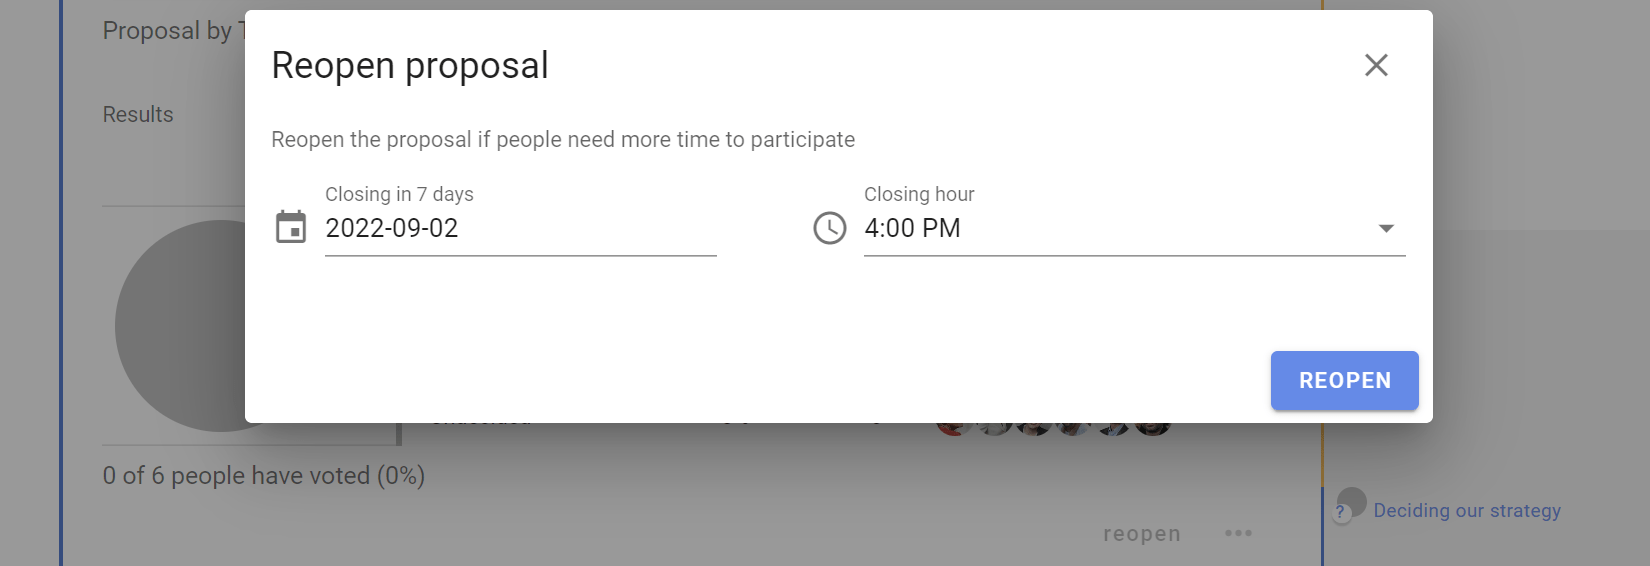 Proposal by
Reopen proposal
Results
Reopen the proposal if people need more time to participate
Closing in 7 days
2022-09-02
Closing hour
4:00 PM
REOPEN
0 of 6 people have voted (0%)
? Deciding our strategy
reopen